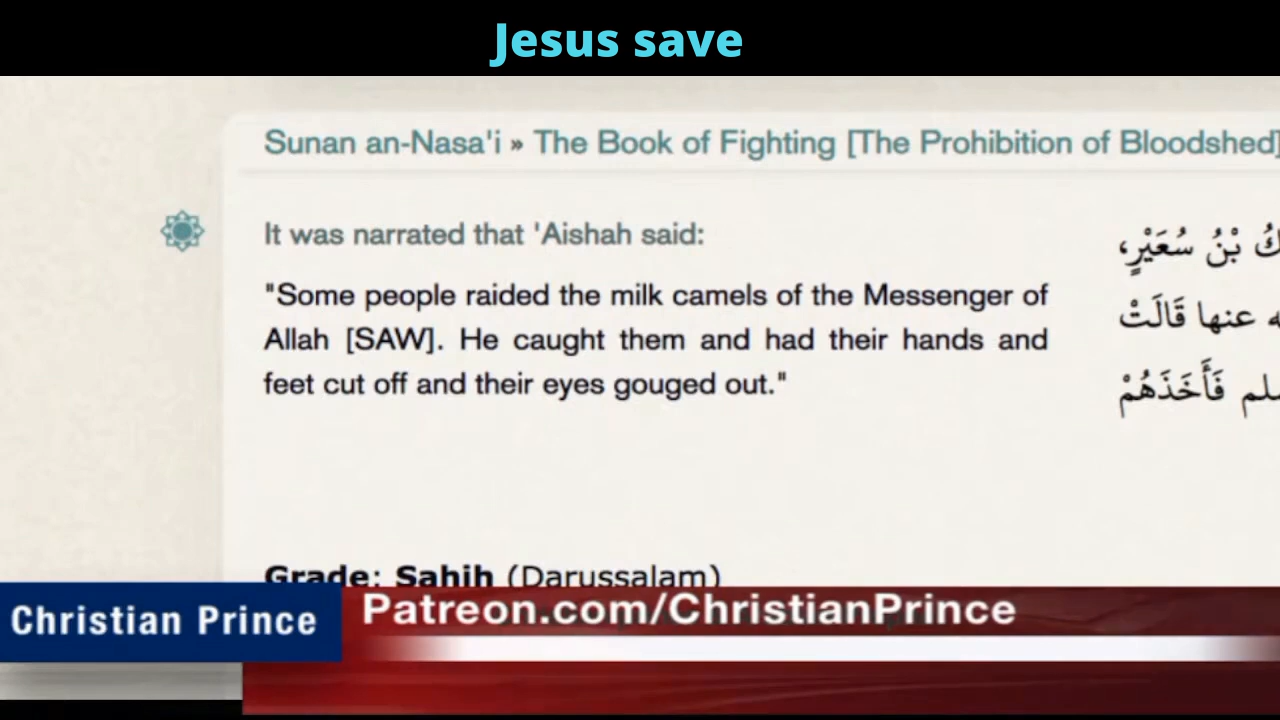 Jesus save
Sunan an-Nasa'i » The Book of Fighting [The Prohibition of Bloodshed]
It was narrated that 'Aishah said:
"Some people raided the milk camels of the Messenger of
Allah [SAW]. He caught them and had their hands and
feet cut off and their eyes gouged out."
بْنُ سُعَيْرٍ،
عنها قَالَتْ
فَأَخَذَهُمْ
Grade: Sahih (Darussalam)
Christian Prince
Patreon.com/ChristianPrince